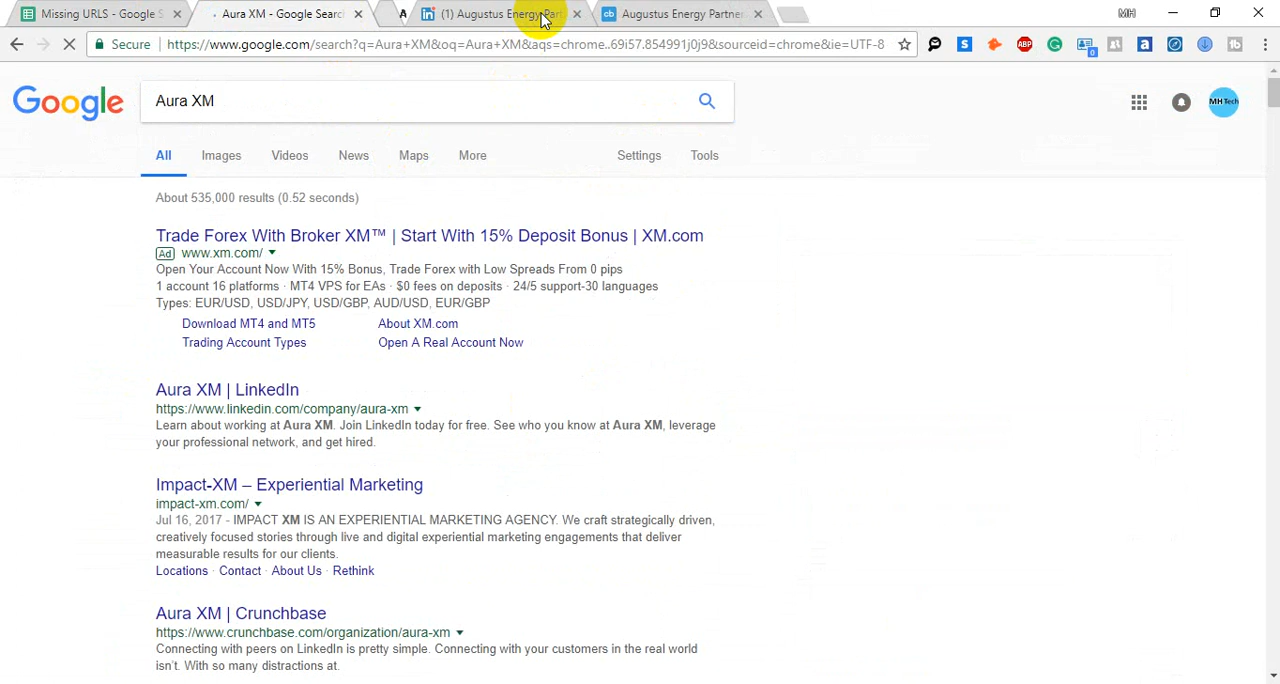 Missing URLS - Google S
Aura XM - Google Search
A
(1) Augustus Energy Part
Augustus Energy Partner
MH
Secure
https://www.google.com/search?q=Aura+XM&oq=Aura+XM&aqs=chrome..69i57.854991j0j9&sourceid=chrome&ie=UTF-8
Google
Aura XM
MH Tech
All
Images
Videos
News
Maps
More
Settings
Tools
About 535,000 results (0.52 seconds)
Trade Forex With Broker XM™ | Start With 15% Deposit Bonus | XM.com
Ad www.xm.com/
Open Your Account Now With 15% Bonus, Trade Forex with Low Spreads From 0 pips
1 account 16 platforms · MT4 VPS for EAs · $0 fees on deposits · 24/5 support-30 languages
Types: EUR/USD, USD/JPY, USD/GBP, AUD/USD, EUR/GBP
Download MT4 and MT5
About XM.com
Trading Account Types
Open A Real Account Now
Aura XM | LinkedIn
https://www.linkedin.com/company/aura-xm
Learn about working at Aura XM. Join LinkedIn today for free. See who you know at Aura XM, leverage
your professional network, and get hired.
Impact-XM – Experiential Marketing
impact-xm.com/
Jul 16, 2017 - IMPACT XM IS AN EXPERIENTIAL MARKETING AGENCY. We craft strategically driven,
creatively focused stories through live and digital experiential marketing engagements that deliver
measurable results for our clients.
Locations · Contact · About Us · Rethink
Aura XM | Crunchbase
https://www.crunchbase.com/organization/aura-xm
Connecting with peers on LinkedIn is pretty simple. Connecting with your customers in the real world
isn't. With so many distractions at.